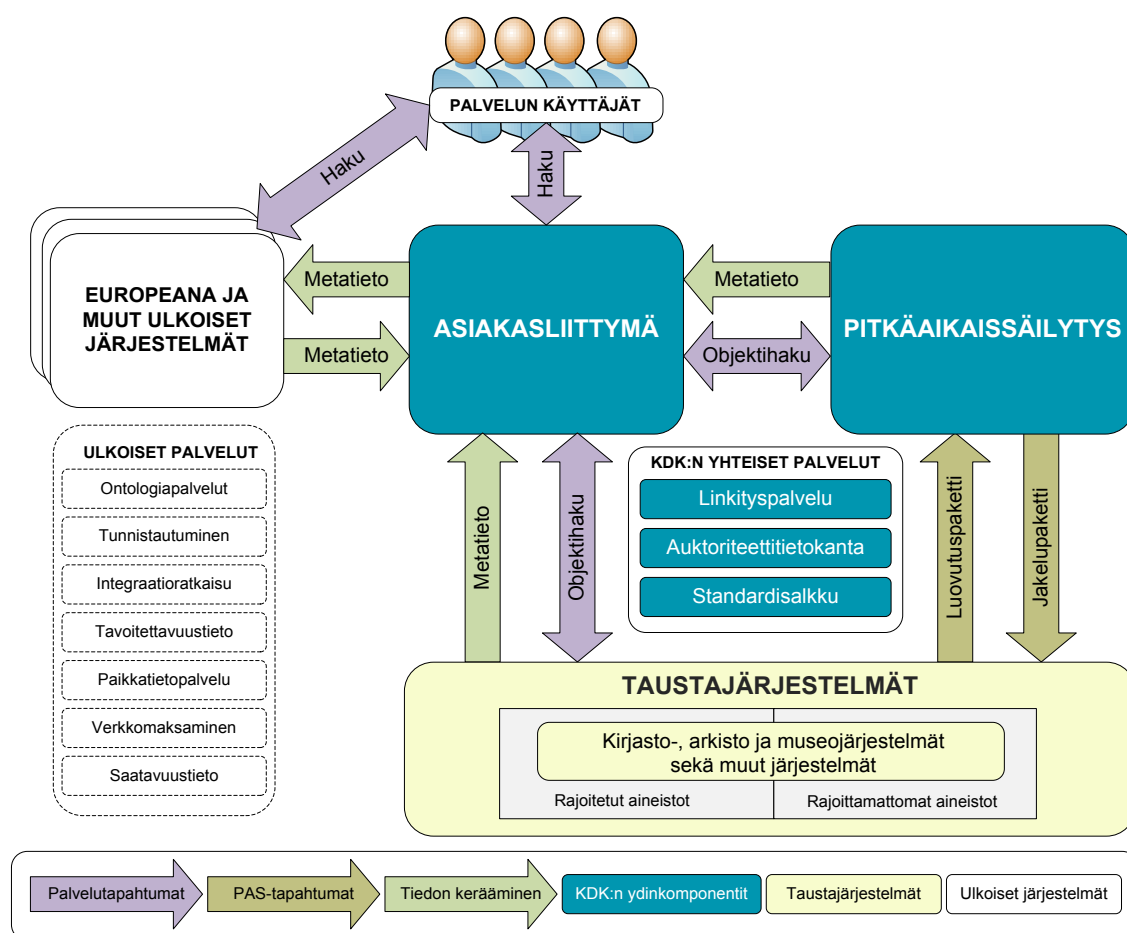 PALVELUN KÄYTTÄJÄT
Haku
Haku
EUROPEANA JA
MUUT ULKOISET
JÄRJESTELMÄT
Metatieto
Metatieto
ASIAKASLIITTYMÄ
Metatieto
Objektihaku
PITKÄAIKAISSÄILYTYS
ULKOISET PALVELUT
Ontologiapalvelut
Tunnistautuminen
Integraatioratkaisu
Tavoitettavuustieto
Paikkatietopalvelu
Verkkomaksaminen
Saatavuustieto
Metatieto
Objektihaku
KDK:N YHTEISET PALVELUT
Linkityspalvelu
Auktoriteettitietokanta
Standardisalkku
Luovutuspaketti
Jakelupaketti
TAUSTAJÄRJESTELMÄT
Kirjasto-, arkisto ja museojärjestelmät
sekä muut järjestelmät
Rajoitetut aineistot
Rajoittamattomat aineistot
Palvelutapahtumat
PAS-tapahtumat
Tiedon kerääminen
KDK:n ydinkomponentit
Taustajärjestelmät
Ulkoiset järjestelmät